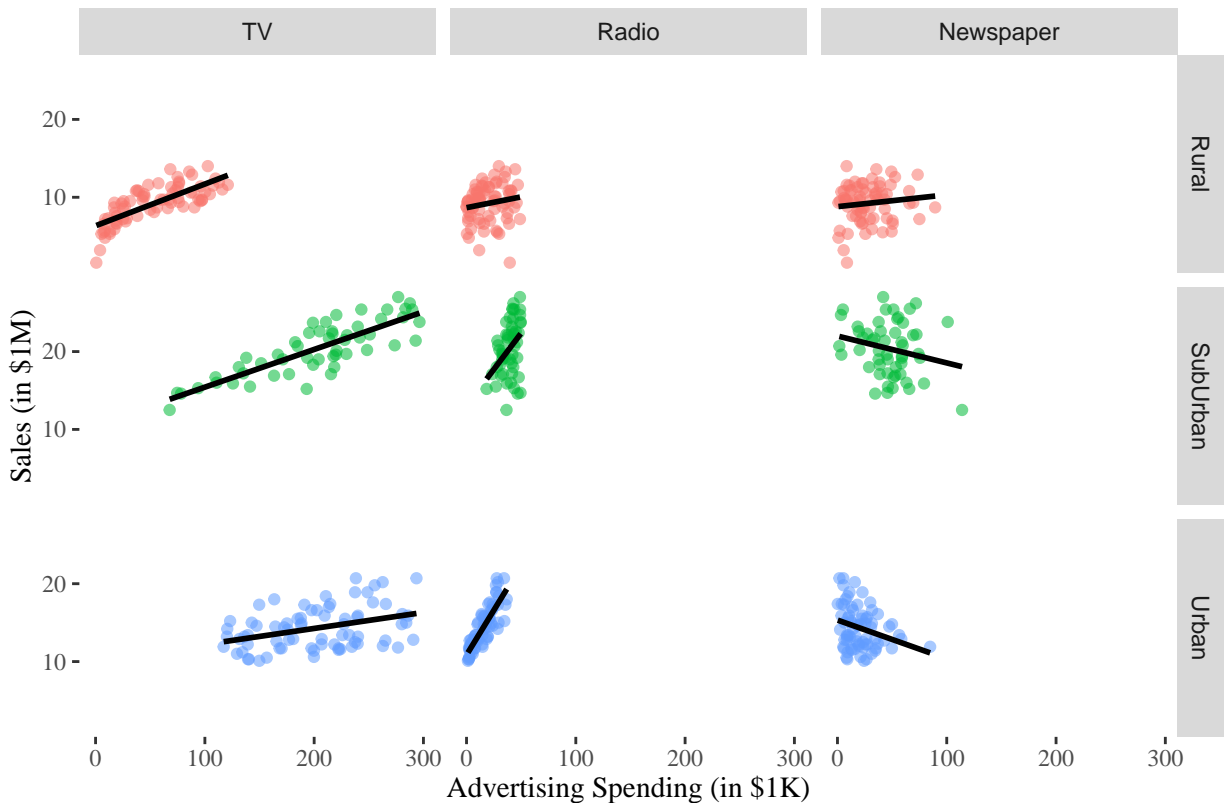 TV Radio Newspaper
20
10
Rural
20
10
SubUrban
20
10
Urban
Sales (in $1M)
0 100 200 300 0 100 200 300 0 100 200 300
Advertising Spending (in $1K)